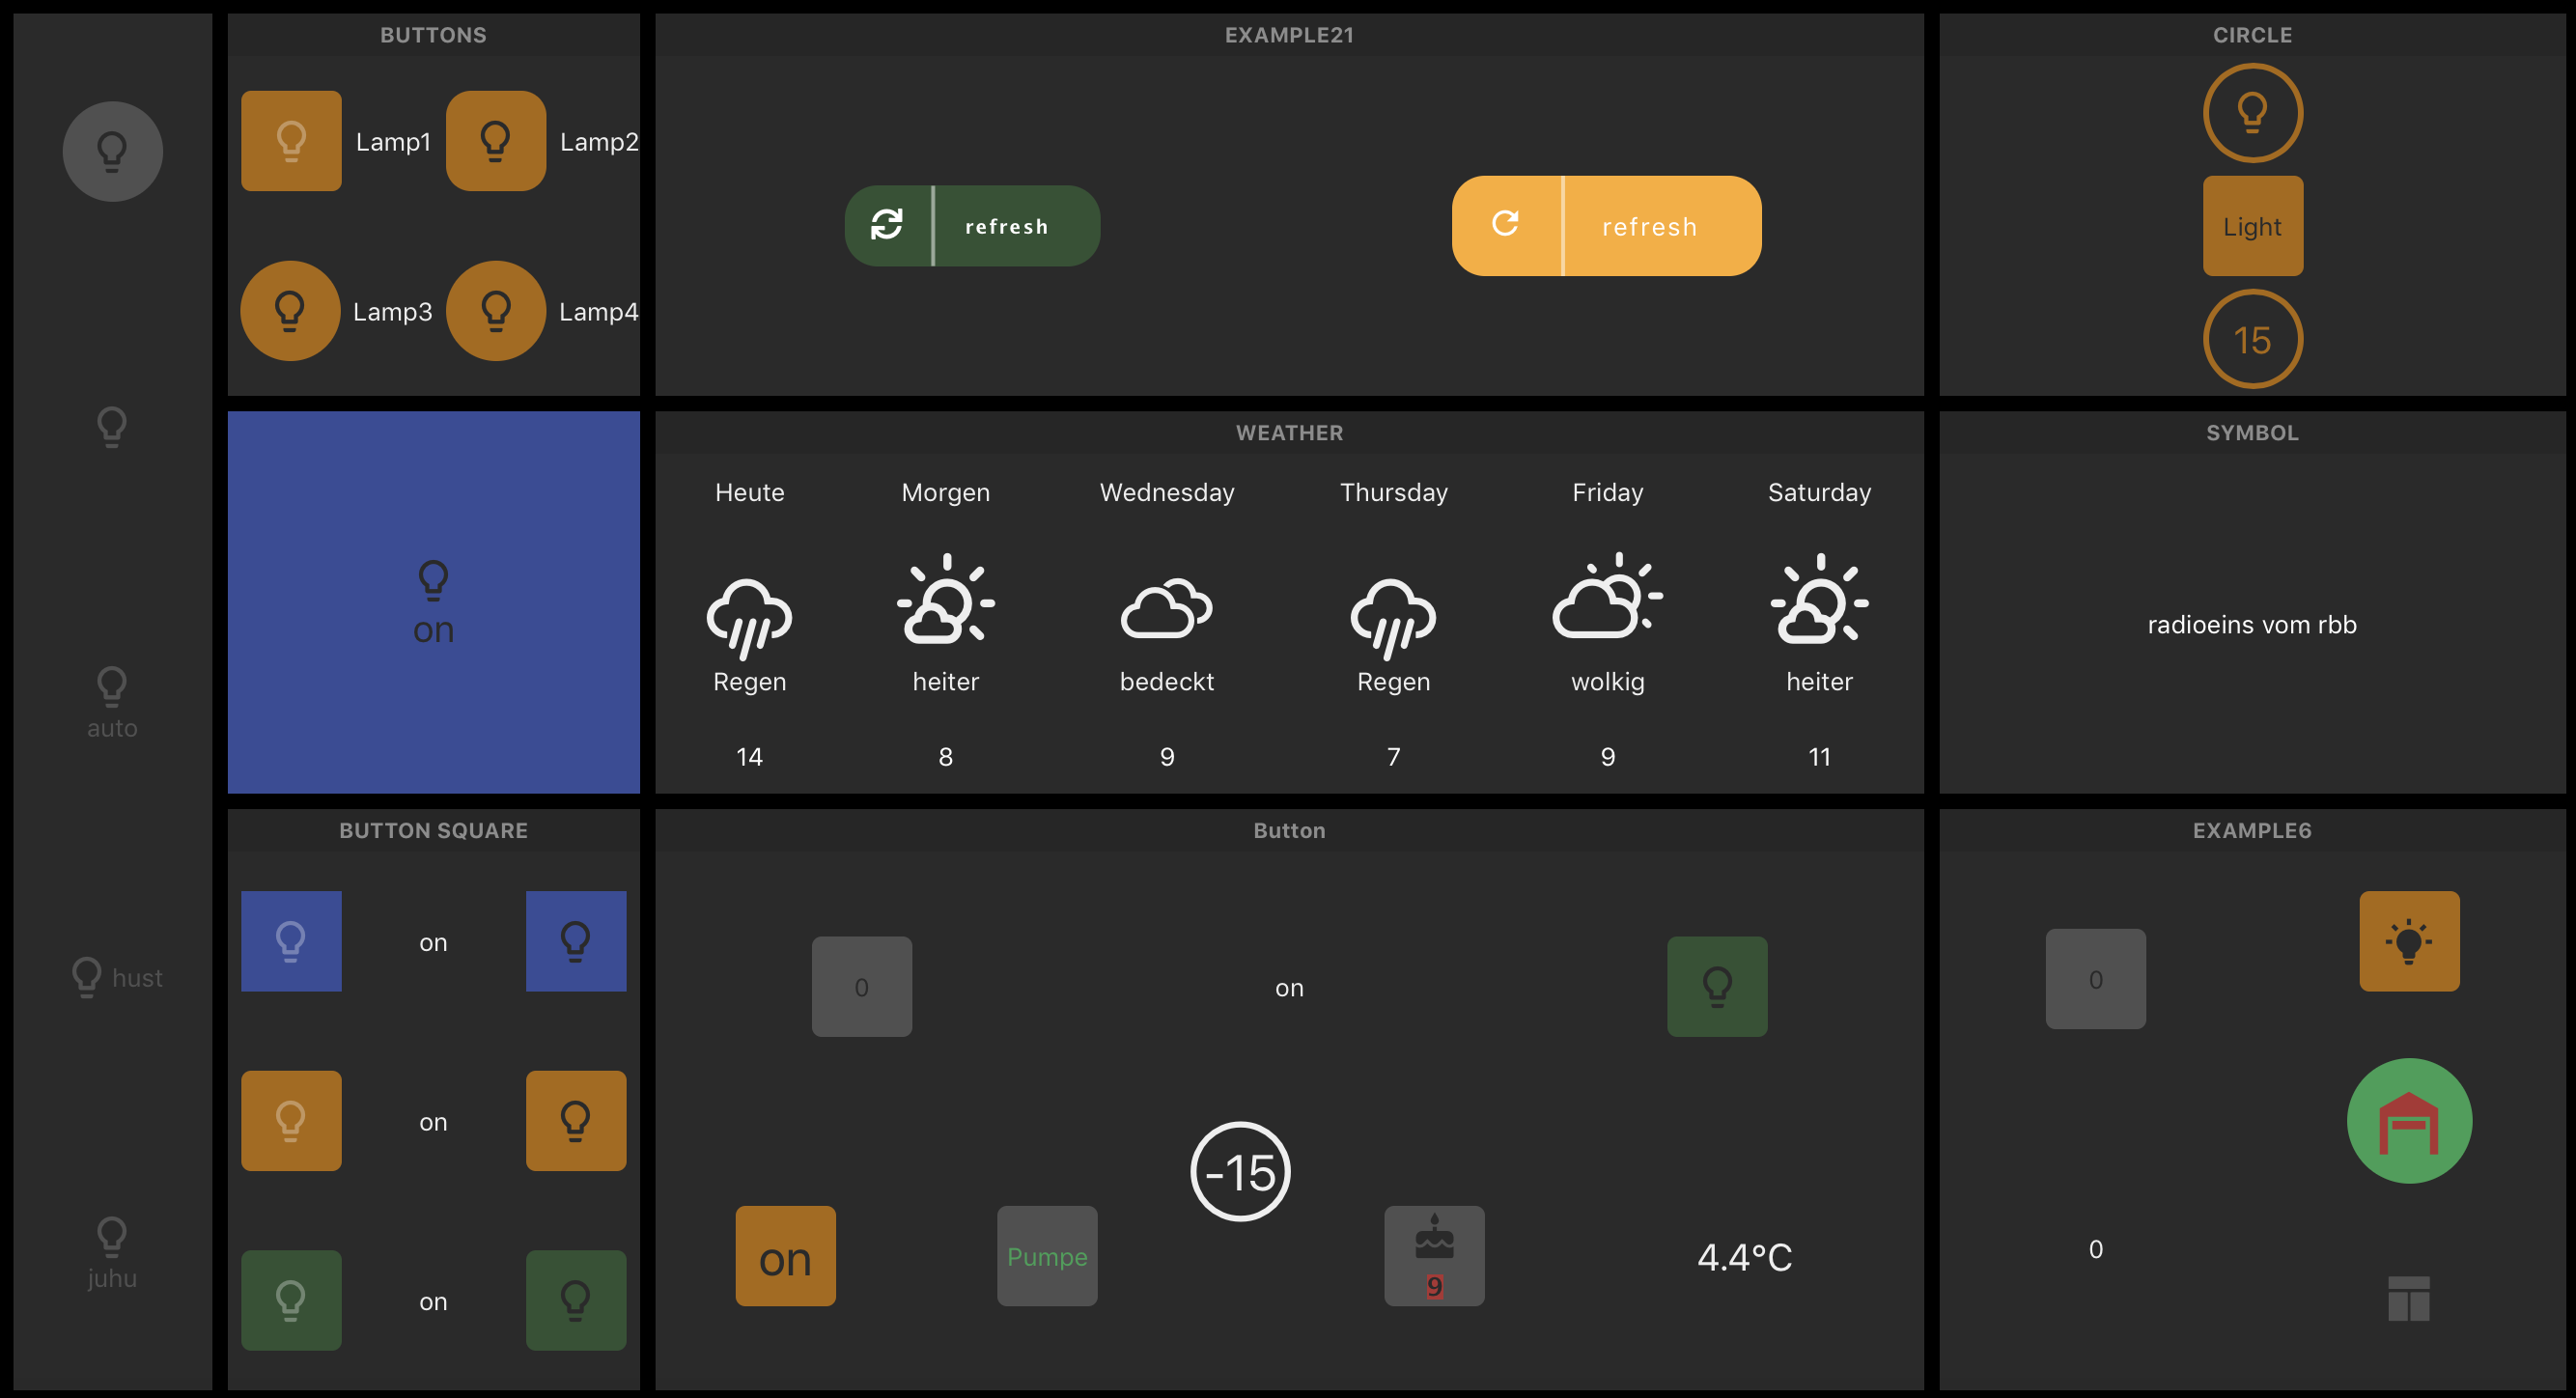 auto
hust
juhu
BUTTONS
Lamp1 Lamp2
Lamp3 Lamp4
EXAMPLE21
refresh refresh
CIRCLE
Light
15
on
WEATHER
Heute Morgen Wednesday Thursday Friday Saturday
Regen heiter bedeckt Regen wolkig heiter
14 8 9 7 9 11
SYMBOL
radioeins vom rbb
BUTTON SQUARE
on
on
on
Button
0 on
-15
on Pumpe 9 4.4°C
EXAMPLE6
0
0